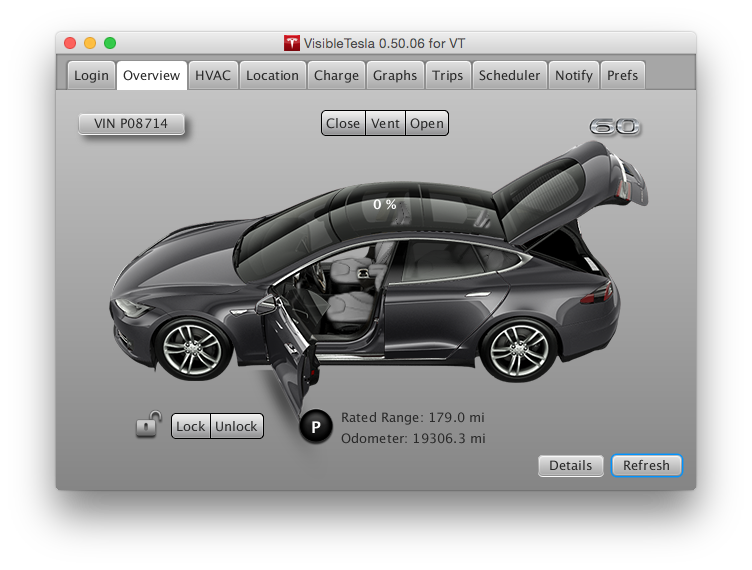 VisibleTesla 0.50.06 for VT
Login Overview HVAC Location Charge Graphs Trips Scheduler Notify Prefs
VIN P08714 Close Vent Open 60
0 %
Lock Unlock P Rated Range: 179.0 mi
Odometer: 19306.3 mi
Details Refresh